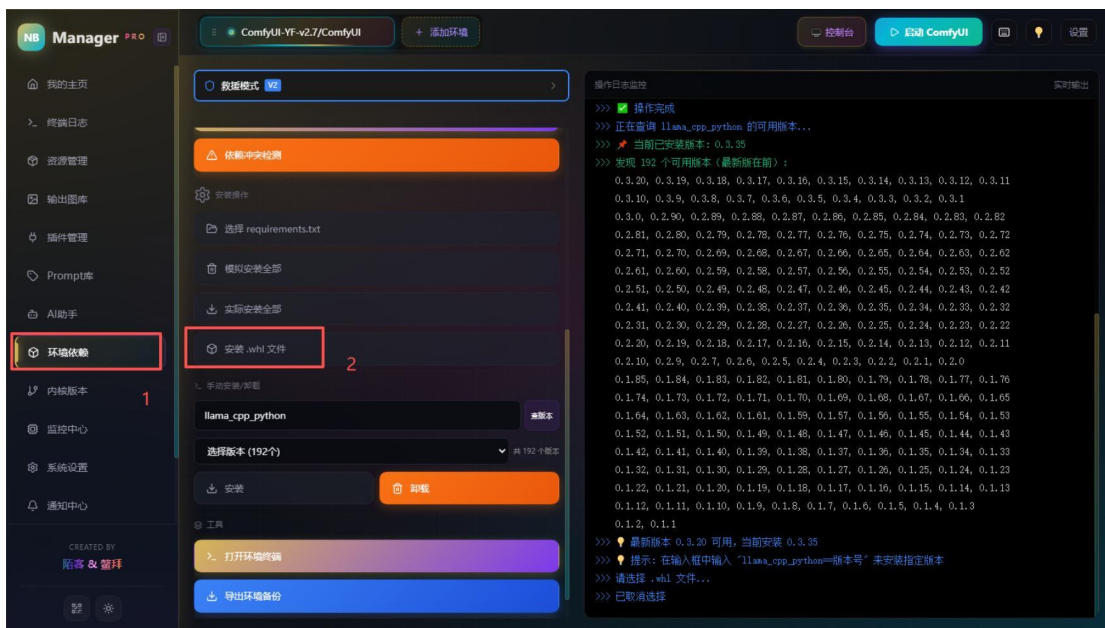 NB Manager PRO
我的主页
终端日志
资源管理
输出图库
插件管理
Prompt库
AI助手
环境依赖
1
内核版本
监控中心
系统设置
通知中心
CREATED BY
陌客 & 鳌拜
ComfyUI-YF-v2.7/ComfyUI
+ 添加环境
控制台
启动 ComfyUI
设置
救援模式 V2
依赖冲突检测
安装操作
选择 requirements.txt
模拟安装全部
实际安装全部
安装 .whl 文件
2
手动安装/卸载
llama_cpp_python
查版本
选择版本 (192个)
共 192 个版本
安装
卸载
工具
打开环境终端
导出环境备份
操作日志监控
实时输出
>>> ✅ 操作完成
>>> 正在查询 llama_cpp_python 的可用版本...
>>> 📌 当前已安装版本: 0.3.35
>>> 发现 192 个可用版本（最新版在前）:
0.3.20, 0.3.19, 0.3.18, 0.3.17, 0.3.16, 0.3.15, 0.3.14, 0.3.13, 0.3.12, 0.3.11
0.3.10, 0.3.9, 0.3.8, 0.3.7, 0.3.6, 0.3.5, 0.3.4, 0.3.3, 0.3.2, 0.3.1
0.3.0, 0.2.90, 0.2.89, 0.2.88, 0.2.87, 0.2.86, 0.2.85, 0.2.84, 0.2.83, 0.2.82
0.2.81, 0.2.80, 0.2.79, 0.2.78, 0.2.77, 0.2.76, 0.2.75, 0.2.74, 0.2.73, 0.2.72
0.2.71, 0.2.70, 0.2.69, 0.2.68, 0.2.67, 0.2.66, 0.2.65, 0.2.64, 0.2.63, 0.2.62
0.2.61, 0.2.60, 0.2.59, 0.2.58, 0.2.57, 0.2.56, 0.2.55, 0.2.54, 0.2.53, 0.2.52
0.2.51, 0.2.50, 0.2.49, 0.2.48, 0.2.47, 0.2.46, 0.2.45, 0.2.44, 0.2.43, 0.2.42
0.2.41, 0.2.40, 0.2.39, 0.2.38, 0.2.37, 0.2.36, 0.2.35, 0.2.34, 0.2.33, 0.2.32
0.2.31, 0.2.30, 0.2.29, 0.2.28, 0.2.27, 0.2.26, 0.2.25, 0.2.24, 0.2.23, 0.2.22
0.2.20, 0.2.19, 0.2.18, 0.2.17, 0.2.16, 0.2.15, 0.2.14, 0.2.13, 0.2.12, 0.2.11
0.2.10, 0.2.9, 0.2.7, 0.2.6, 0.2.5, 0.2.4, 0.2.3, 0.2.2, 0.2.1, 0.2.0
0.1.85, 0.1.84, 0.1.83, 0.1.82, 0.1.81, 0.1.80, 0.1.79, 0.1.78, 0.1.77, 0.1.76
0.1.74, 0.1.73, 0.1.72, 0.1.71, 0.1.70, 0.1.69, 0.1.68, 0.1.67, 0.1.66, 0.1.65
0.1.64, 0.1.63, 0.1.62, 0.1.61, 0.1.59, 0.1.57, 0.1.56, 0.1.55, 0.1.54, 0.1.53
0.1.52, 0.1.51, 0.1.50, 0.1.49, 0.1.48, 0.1.47, 0.1.46, 0.1.45, 0.1.44, 0.1.43
0.1.42, 0.1.41, 0.1.40, 0.1.39, 0.1.38, 0.1.37, 0.1.36, 0.1.35, 0.1.34, 0.1.33
0.1.32, 0.1.31, 0.1.30, 0.1.29, 0.1.28, 0.1.27, 0.1.26, 0.1.25, 0.1.24, 0.1.23
0.1.22, 0.1.21, 0.1.20, 0.1.19, 0.1.18, 0.1.17, 0.1.16, 0.1.15, 0.1.14, 0.1.13
0.1.12, 0.1.11, 0.1.10, 0.1.9, 0.1.8, 0.1.7, 0.1.6, 0.1.5, 0.1.4, 0.1.3
0.1.2, 0.1.1
>>> 💡 最新版本 0.3.20 可用, 当前安装 0.3.35
>>> 💡 提示: 在输入框中输入 "llama_cpp_python==版本号" 来安装指定版本
>>> 请选择 .whl 文件...
>>> 已取消选择